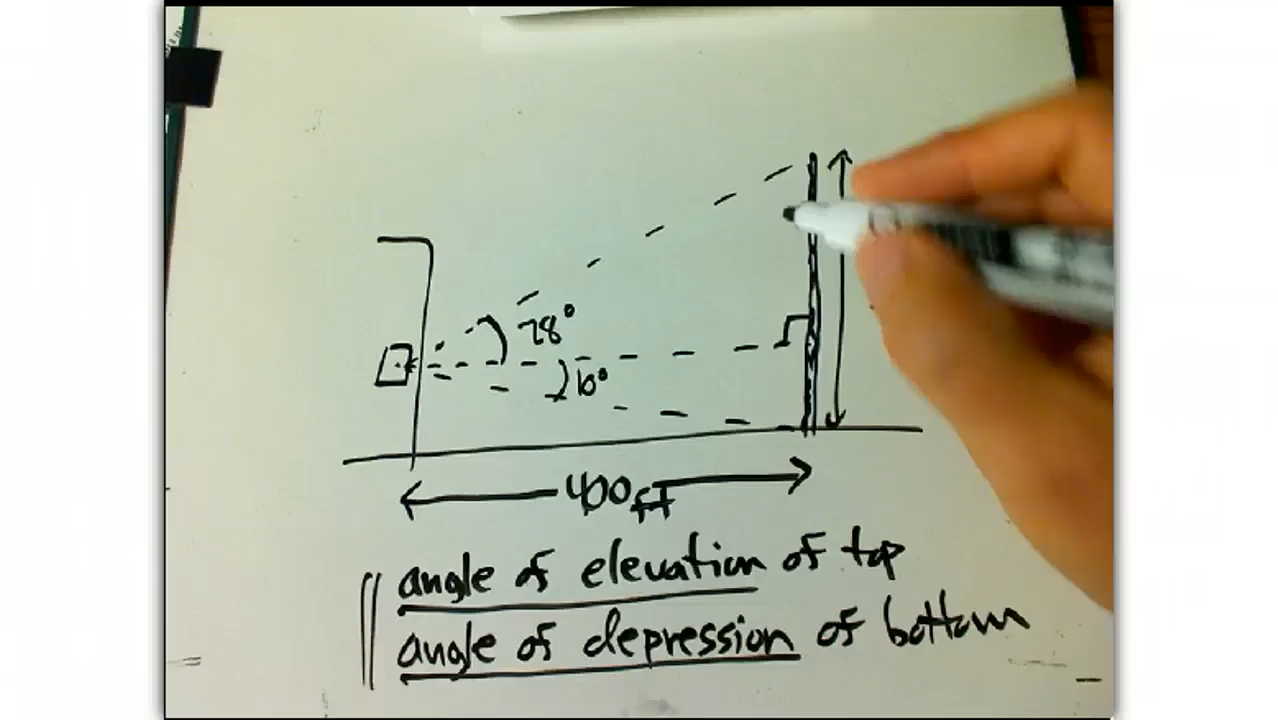 28°
10°
400ft
angle of elevation of top
angle of depression of bottom